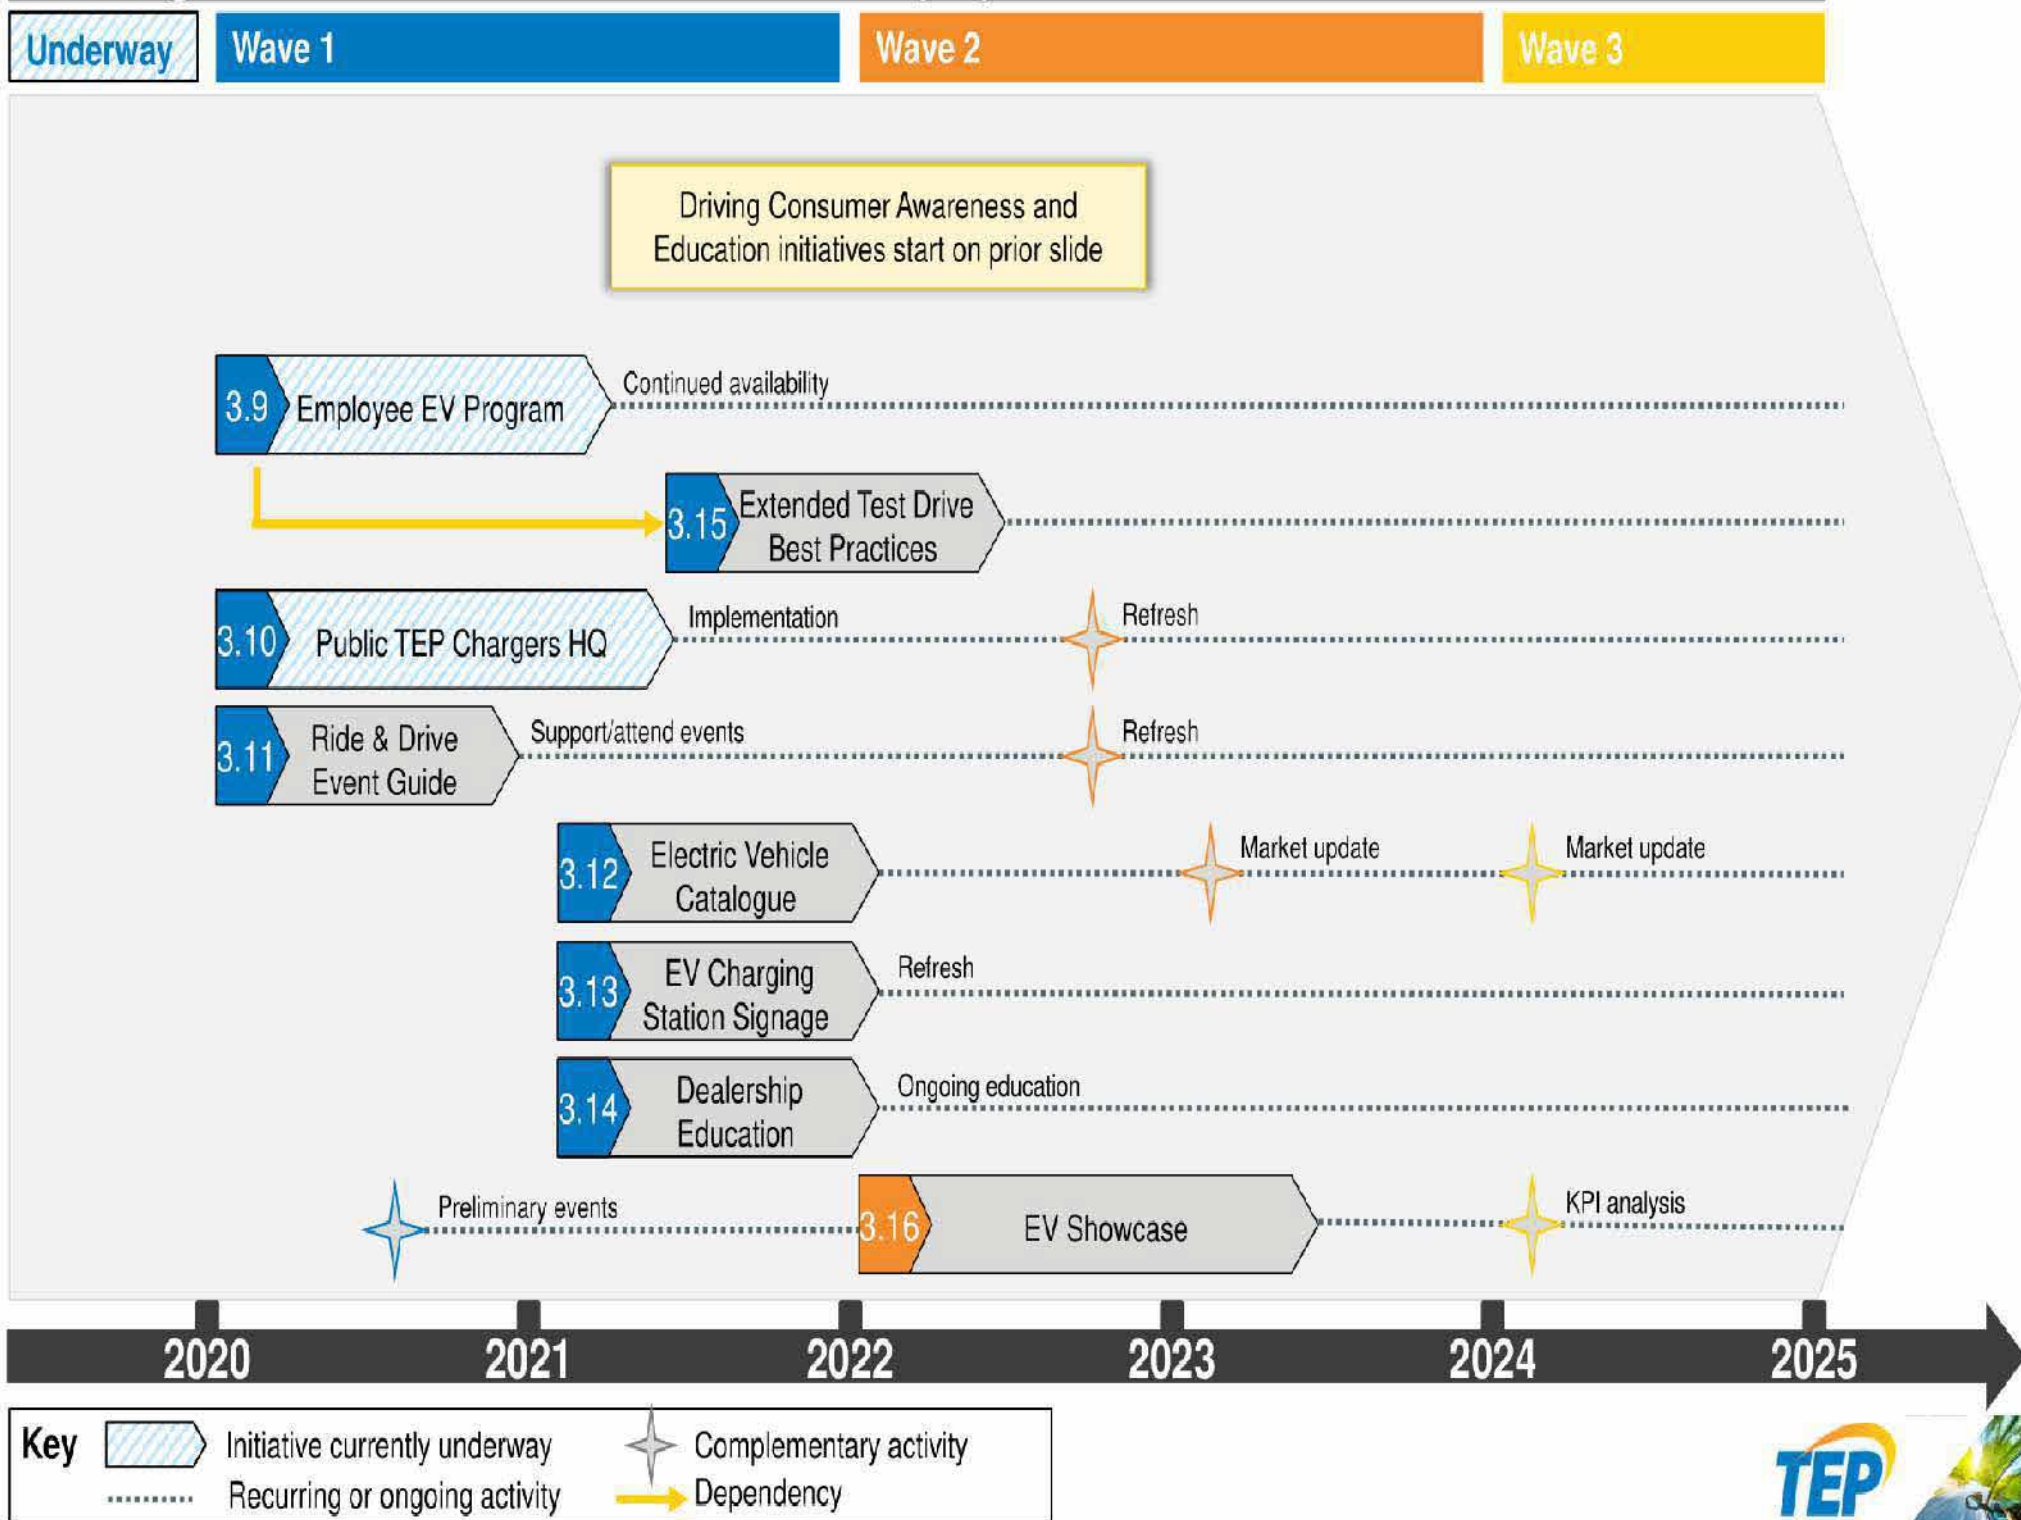 Underway
Wave 1
Wave 2
Wave 3
Driving Consumer Awareness and
Education initiatives start on prior slide
3.9
Employee EV Program
Continued availability
3.15
Extended Test Drive
Best Practices
3.10
Public TEP Chargers HQ
Implementation
Refresh
3.11
Ride & Drive
Event Guide
Support/attend events
Refresh
3.12
Electric Vehicle
Catalogue
Market update
Market update
3.13
EV Charging
Station Signage
Refresh
3.14
Dealership
Education
Ongoing education
Preliminary events
3.16
EV Showcase
KPI analysis
2020
2021
2022
2023
2024
2025
Key
Initiative currently underway
Complementary activity
Recurring or ongoing activity
Dependency
TEP